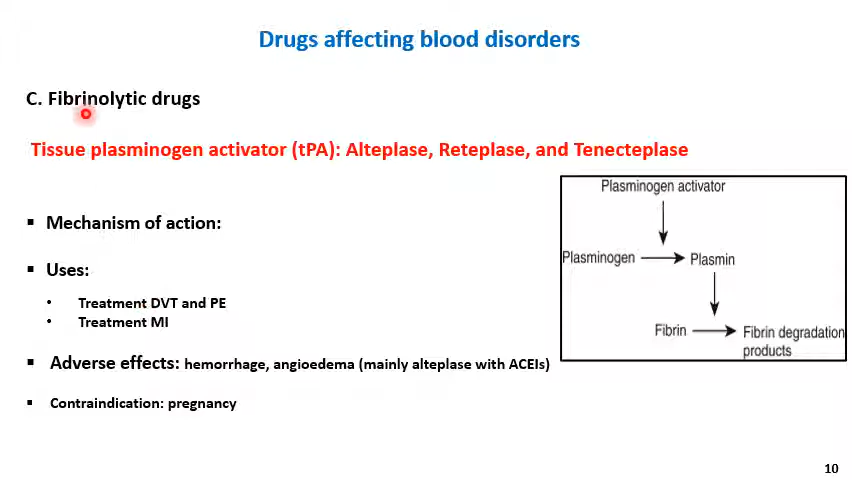 Drugs affecting blood disorders
C. Fibrinolytic drugs
Tissue plasminogen activator (tPA): Alteplase, Reteplase, and Tenecteplase
▪ Mechanism of action:
▪ Uses:
• Treatment DVT and PE
• Treatment MI
▪ Adverse effects: hemorrhage, angioedema (mainly alteplase with ACEIs)
▪ Contraindication: pregnancy
Plasminogen activator
Plasminogen Plasmin
Fibrin Fibrin degradation
products
10